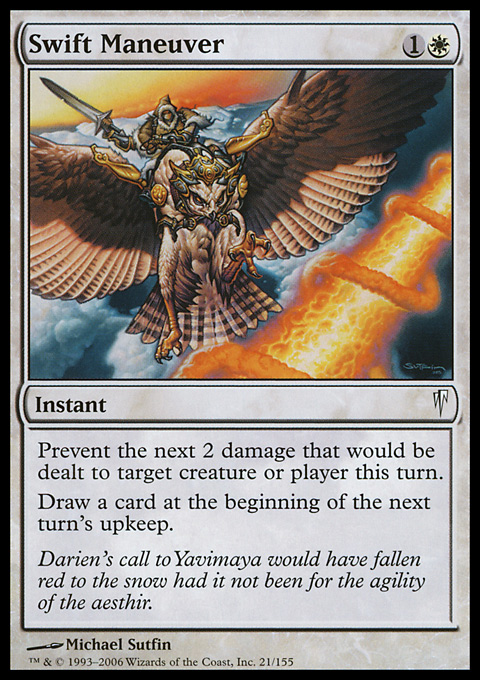 Swift Maneuver 1
Instant
Prevent the next 2 damage that would be
dealt to target creature or player this turn.
Draw a card at the beginning of the next
turn's upkeep.
Darien's call to Yavimaya would have fallen
red to the snow had it not been for the agility
of the aesthir.
Michael Sutfin
™ & © 1993–2006 Wizards of the Coast, Inc. 21/155